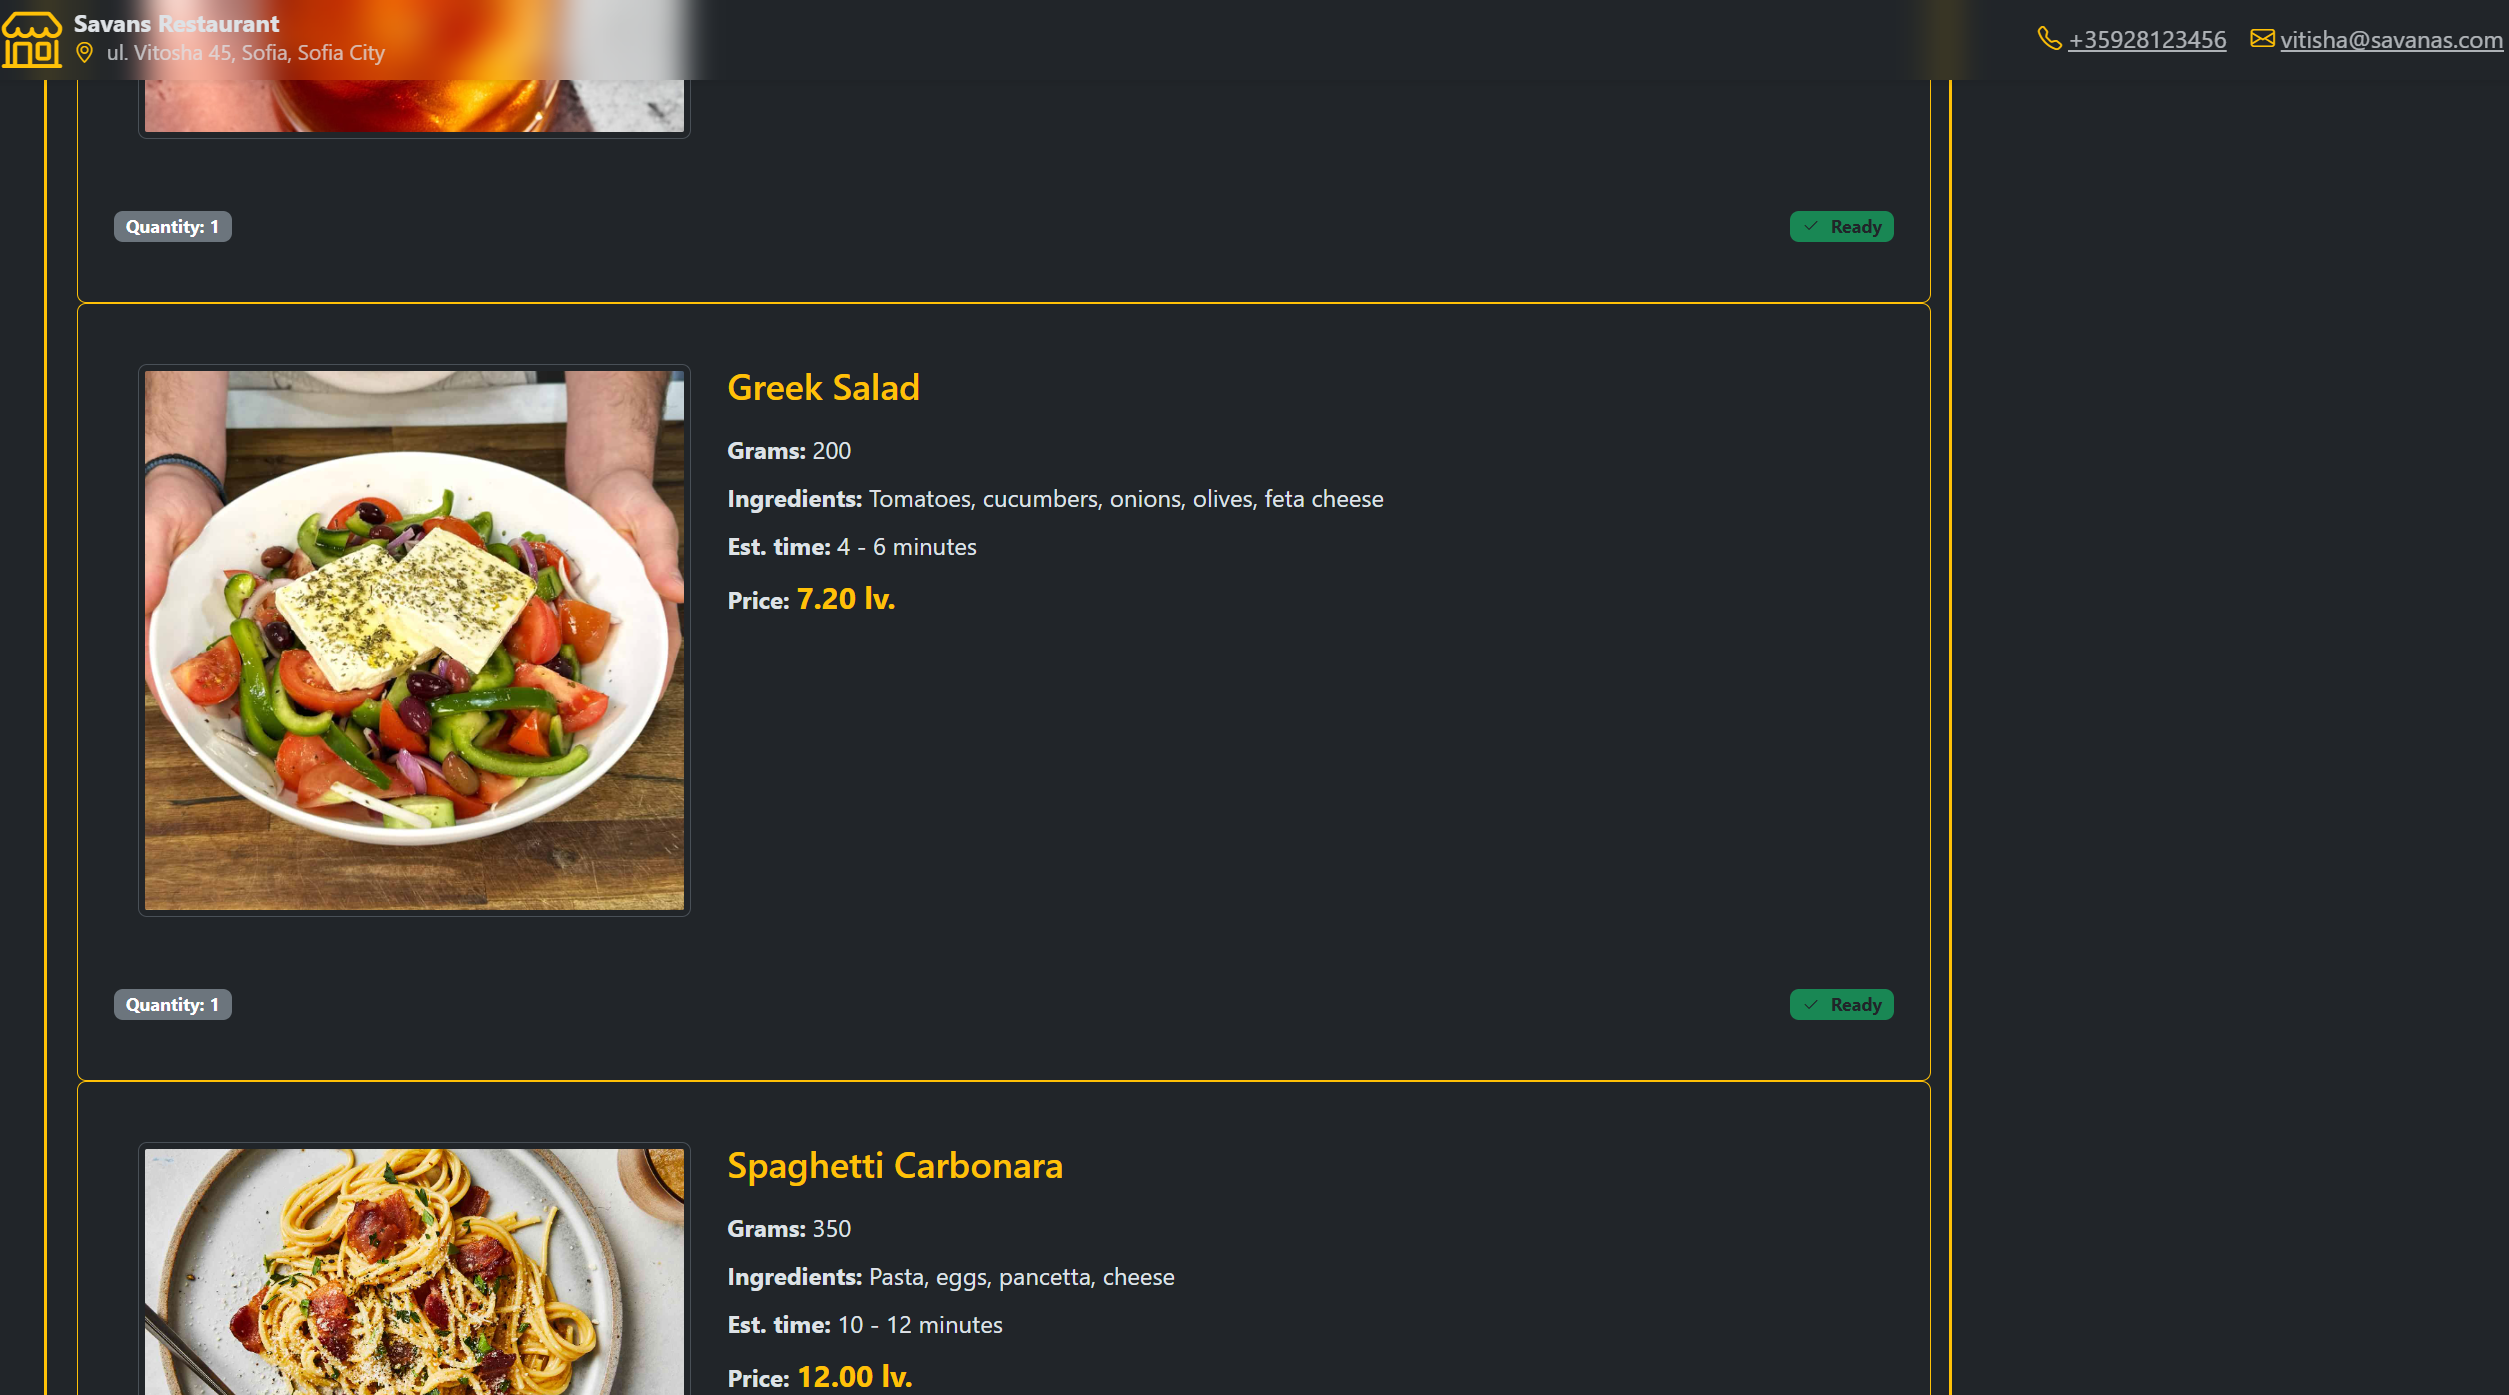 Savans Restaurant
ul. Vitosha 45, Sofia, Sofia City
+35928123456
vitisha@savanas.com
Quantity: 1
Ready
Greek Salad
Grams: 200
Ingredients: Tomatoes, cucumbers, onions, olives, feta cheese
Est. time: 4 - 6 minutes
Price: 7.20 lv.
Quantity: 1
Ready
Spaghetti Carbonara
Grams: 350
Ingredients: Pasta, eggs, pancetta, cheese
Est. time: 10 - 12 minutes
Price: 12.00 lv.